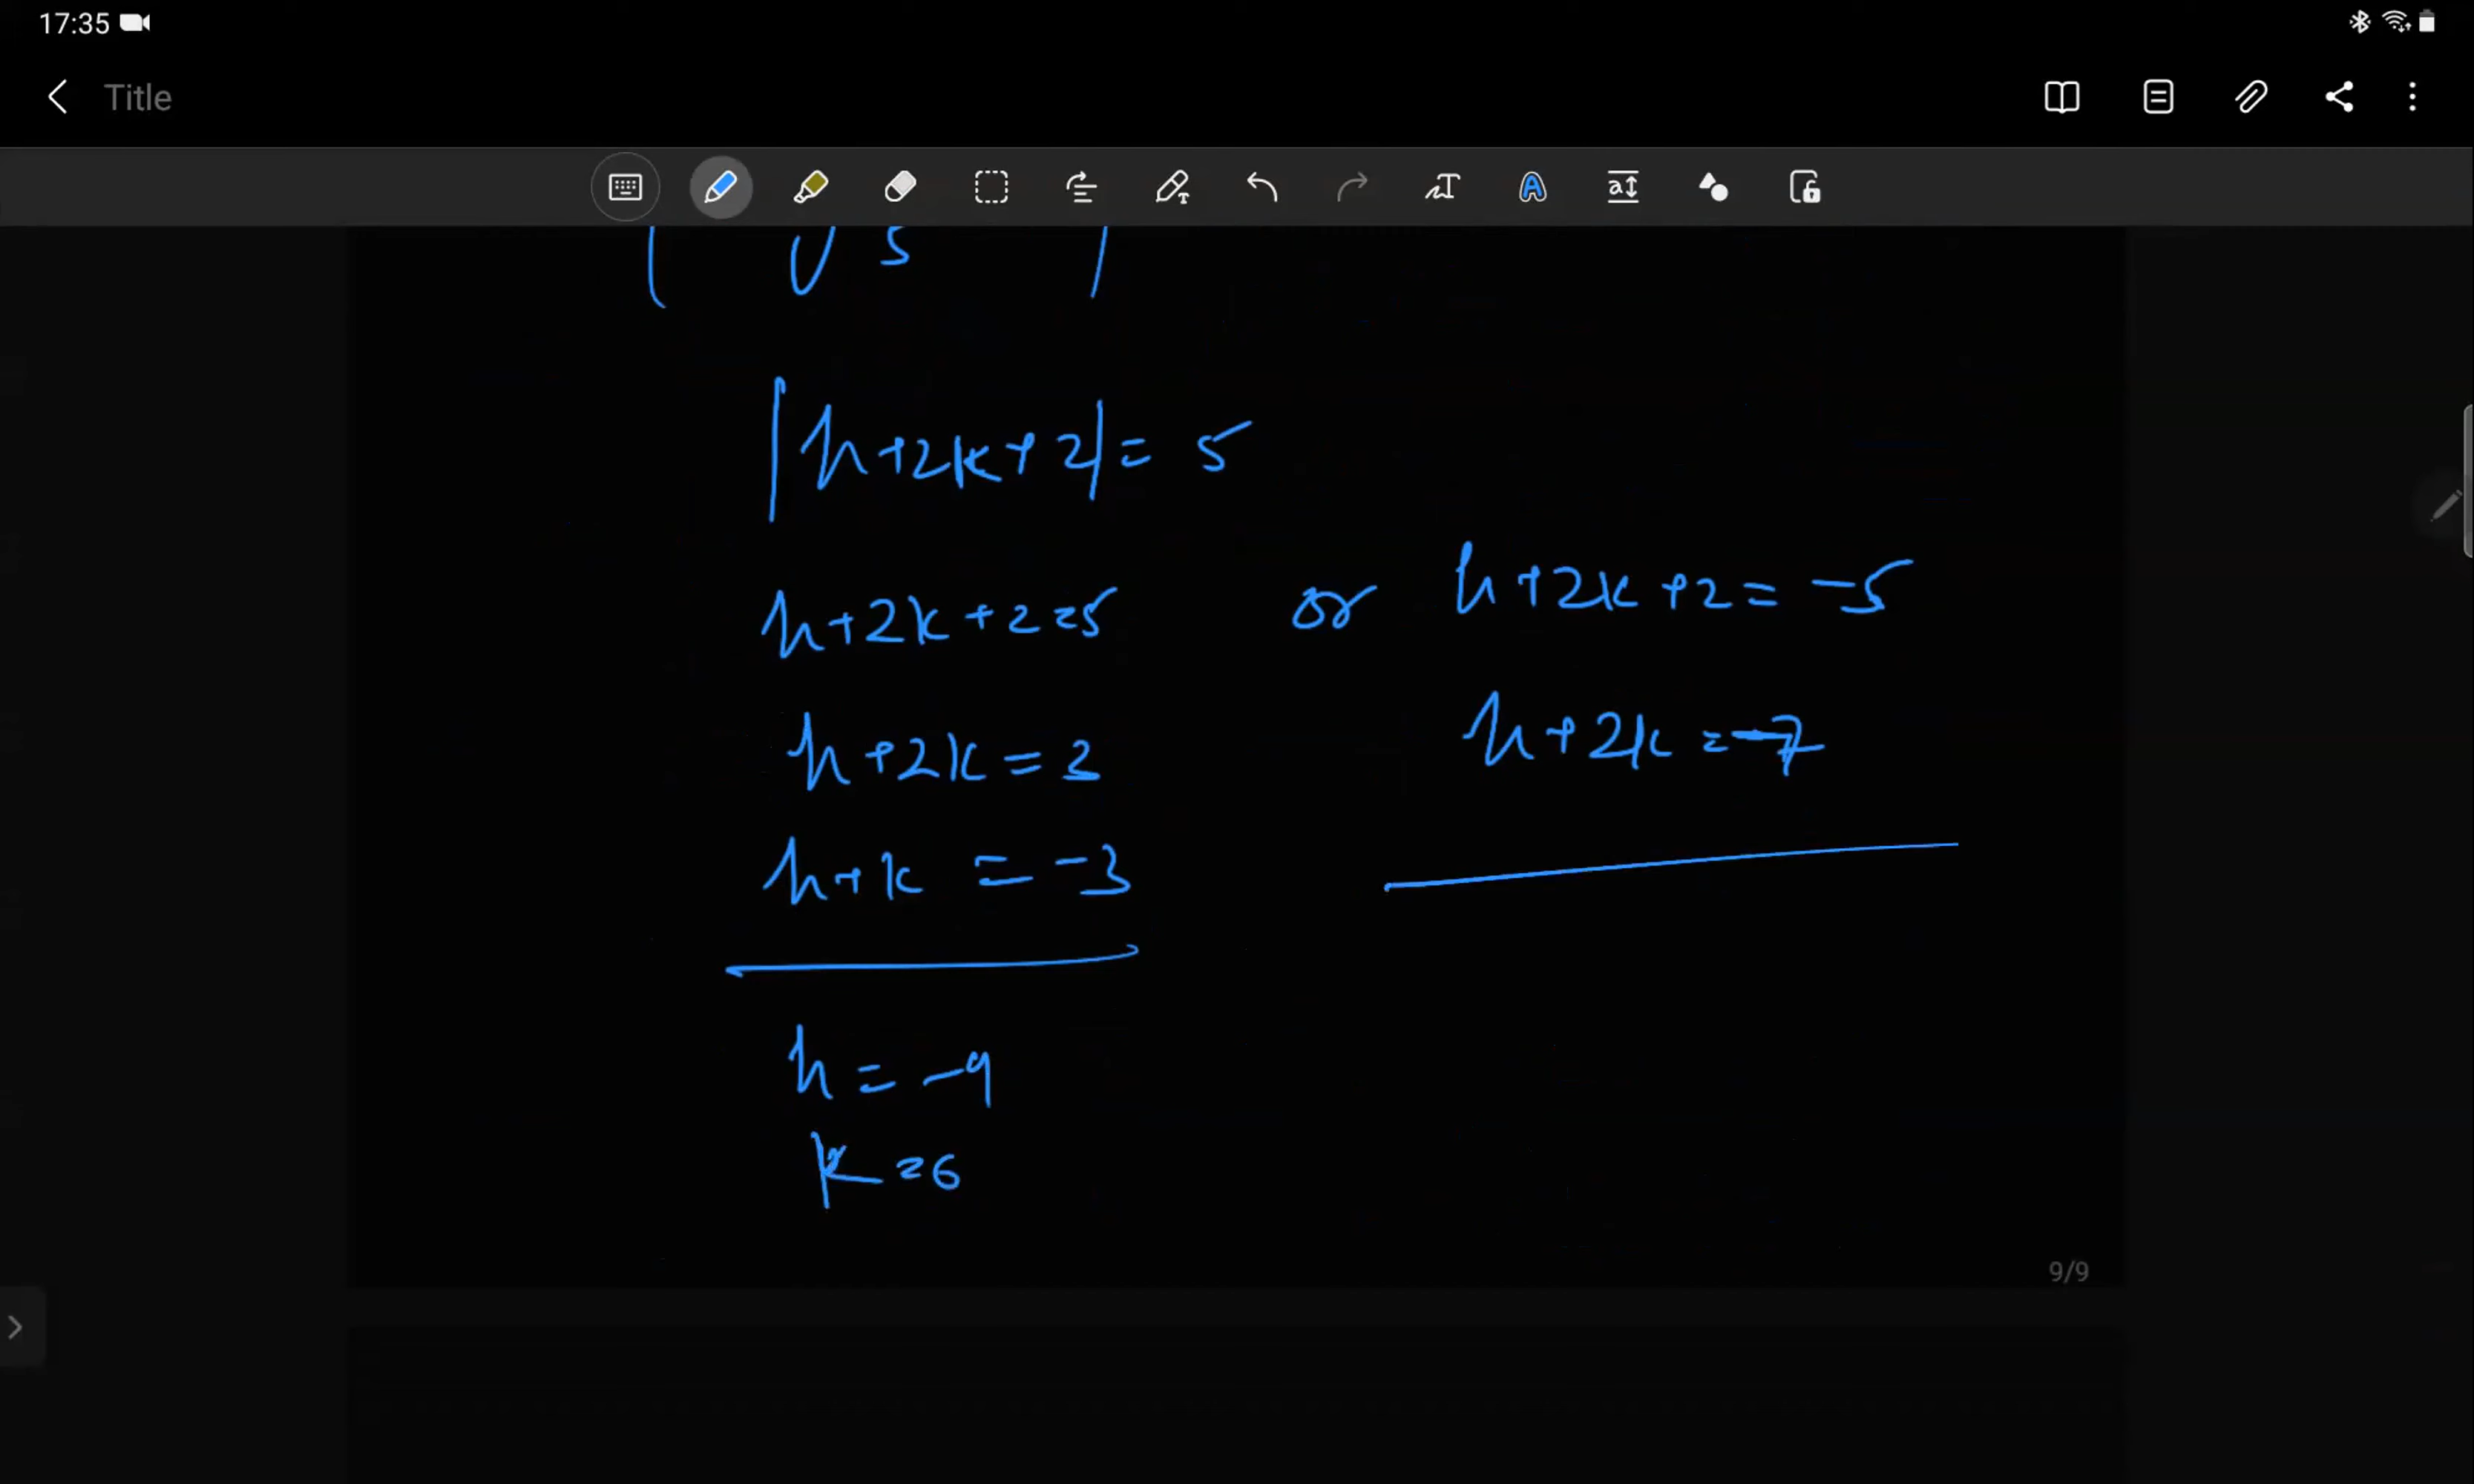 17:35
Title
√5
|h+2k+2| = 5
h+2k+2=5 or h+2k+2 = -5
h+2k = 3 h+2k = -7
h+k = -3
h = -9
k = 6
9/9